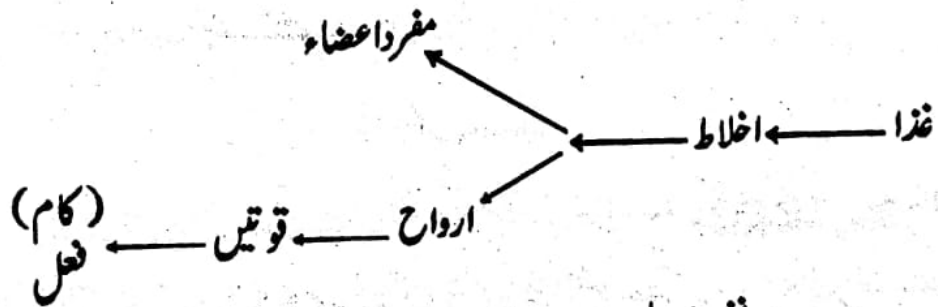 مفرد اعضاء
غذا اخلاط
ارواح قوتیں (کام)
فعل